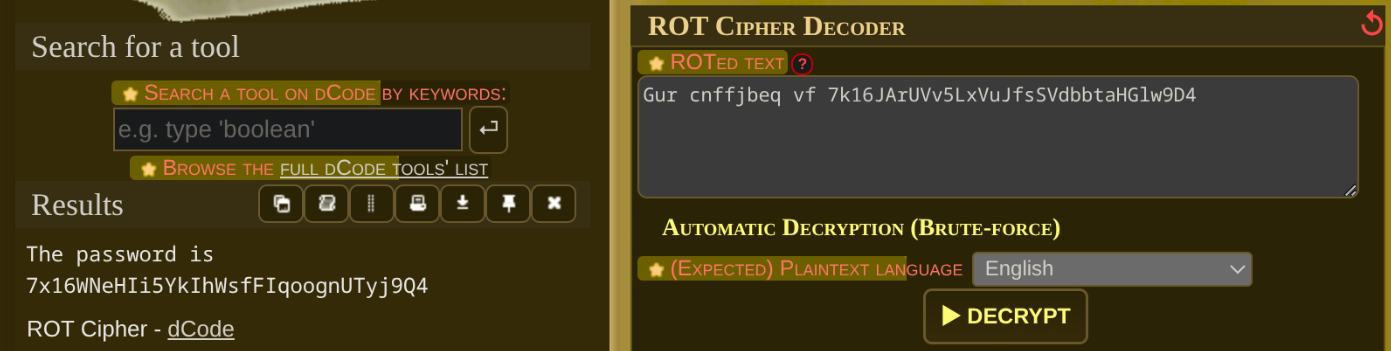 Search for a tool
Search a tool on dCode by keywords:
e.g. type 'boolean'
Browse the full dCode tools' list
Results
The password is
7x16WNeHIi5YkIhWsfFIqoognUTyj9Q4
ROT Cipher - dCode
ROT Cipher Decoder
ROTed text ?
Gur cnffjbeq vf 7k16JArUVv5LxVuJfsSVdbbtaHGlw9D4
Automatic Decryption (Brute-force)
(Expected) Plaintext language English
▶ DECRYPT